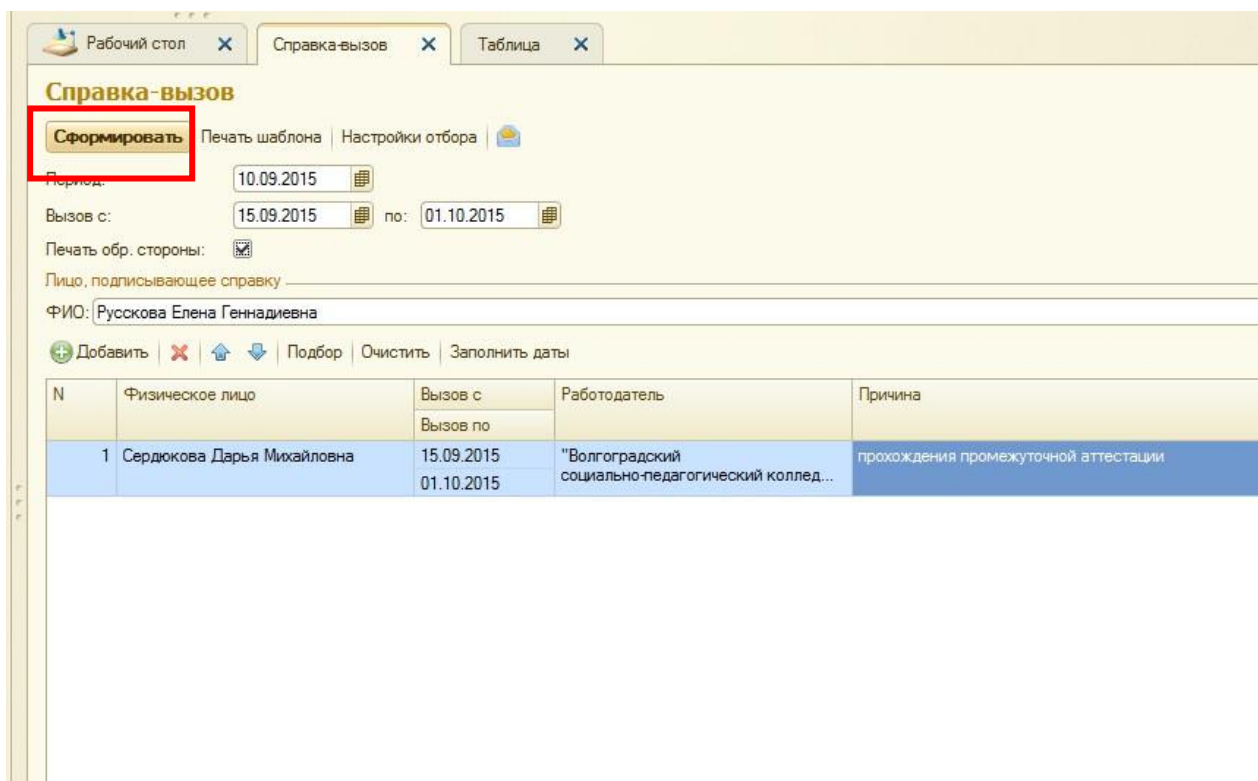 Рабочий стол Справка-вызов Таблица
Справка-вызов
Сформировать Печать шаблона Настройки отбора
Период: 10.09.2015
Вызов с: 15.09.2015 по: 01.10.2015
Печать обр. стороны:
Лицо, подписывающее справку
ФИО: Русскова Елена Геннадиевна
Добавить Подбор Очистить Заполнить даты
N Физическое лицо Вызов с Работодатель Причина
Вызов по
1 Сердюкова Дарья Михайловна 15.09.2015 "Волгоградский прохождения промежуточной аттестации
01.10.2015 социально-педагогический коллед...